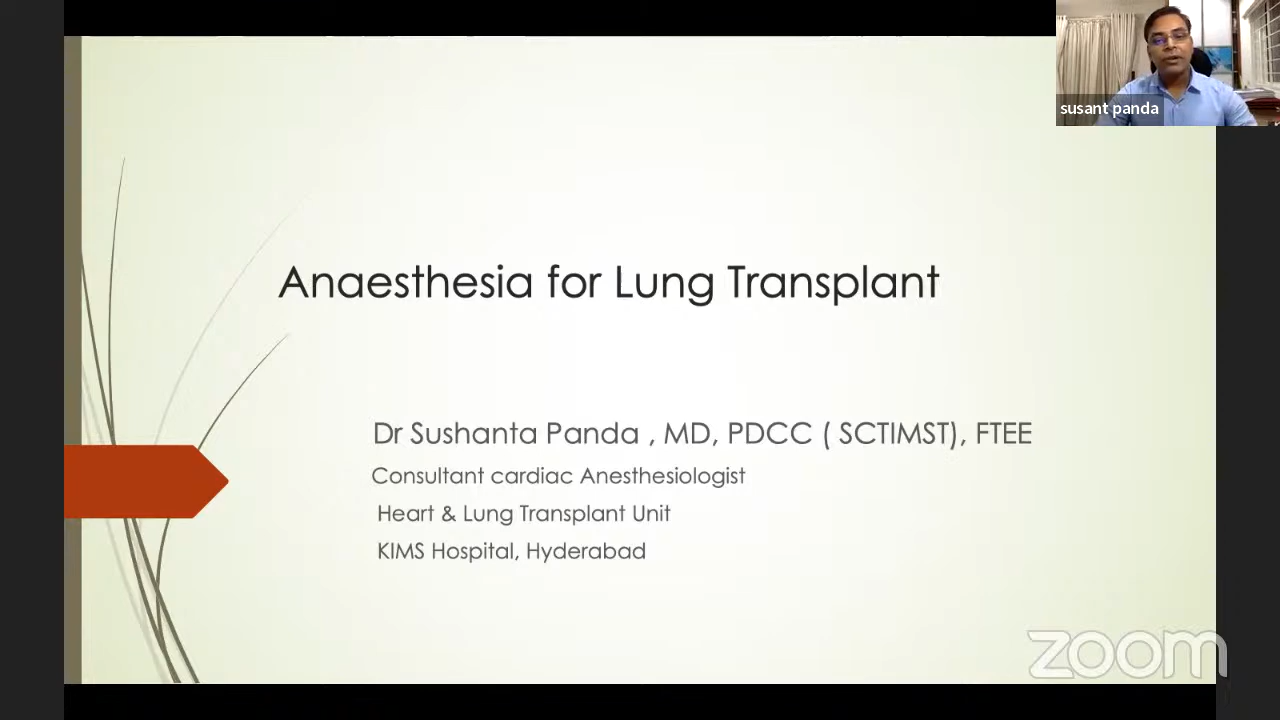 susant panda
Anaesthesia for Lung Transplant
Dr Sushanta Panda , MD, PDCC ( SCTIMST), FTEE
Consultant cardiac Anesthesiologist
Heart & Lung Transplant Unit
KIMS Hospital, Hyderabad
zoom